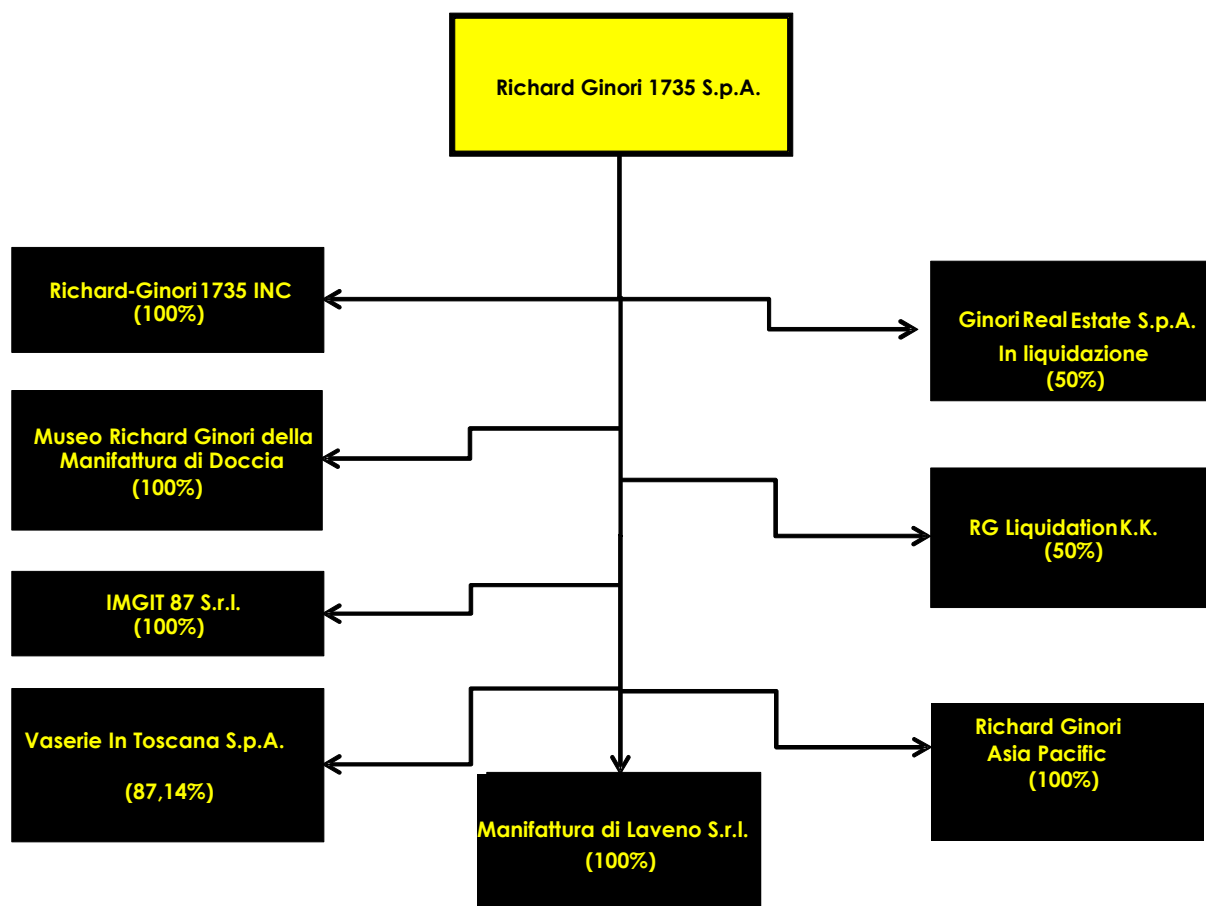 Richard Ginori 1735 S.p.A.
Richard-Ginori 1735 INC
(100%)
Ginori Real Estate S.p.A.
In liquidazione
(50%)
Museo Richard Ginori della
Manifattura di Doccia
(100%)
RG Liquidation K.K.
(50%)
IMGIT 87 S.r.l.
(100%)
Vaserie In Toscana S.p.A.
(87,14%)
Richard Ginori
Asia Pacific
(100%)
Manifattura di Laveno S.r.l.
(100%)